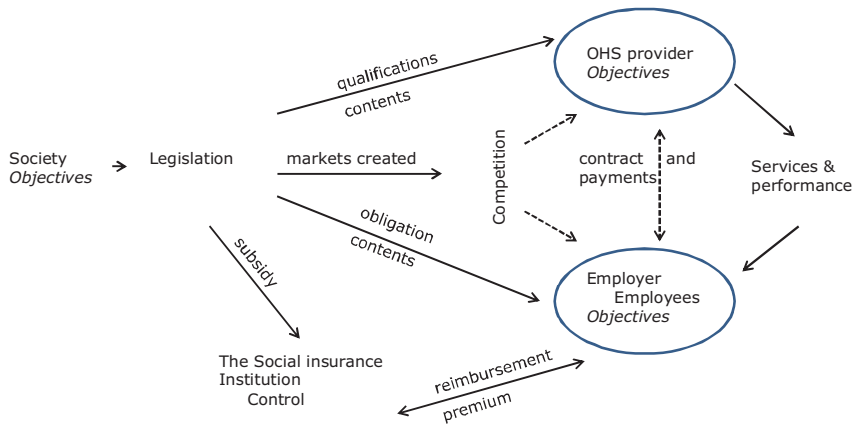 OHS provider
Objectives
qualifications
contents
Society
Objectives
Legislation
markets created
Competition
contract and
payments
Services &
performance
obligation
contents
subsidy
Employer
Employees
Objectives
The Social insurance
Institution
Control
reimbursement
premium